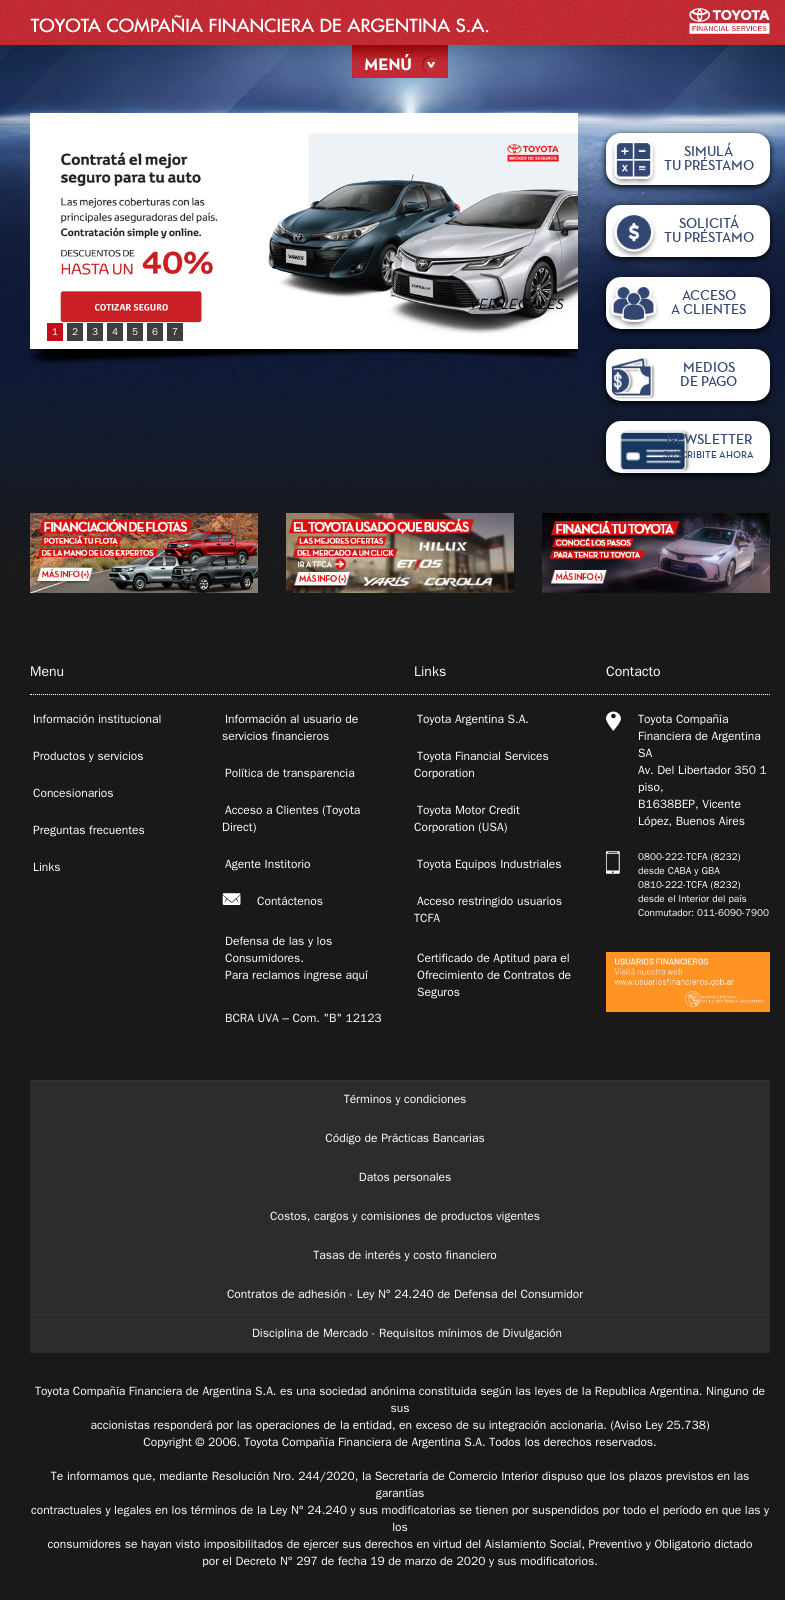 TOYOTA COMPAÑIA FINANCIERA DE ARGENTINA S.A.
TOYOTA
FINANCIAL SERVICES
MENÚ
Contratá el mejor
seguro para tu auto
Las mejores coberturas con las
principales aseguradoras del país.
Contratación simple y online.
DESCUENTOS DE
HASTA UN 40%
COTIZAR SEGURO
TOYOTA
BROKER DE SEGUROS
YARIS
COROLLA
VER LEGALES
1 2 3 4 5 6 7
SIMULÁ
TU PRÉSTAMO
SOLICITÁ
TU PRÉSTAMO
ACCESO
A CLIENTES
MEDIOS
DE PAGO
NEWSLETTER
SUSCRIBITE AHORA
FINANCIACIÓN DE FLOTAS
POTENCIÁ TU FLOTA
DE LA MANO DE LOS EXPERTOS
MÁS INFO (+)
EL TOYOTA USADO QUE BUSCÁS
LAS MEJORES OFERTAS
DEL MERCADO A UN CLICK
IR A TFCA
MÁS INFO (+)
HILUX
ETIOS
YARIS COROLLA
FINANCIÁ TU TOYOTA
CONOCÉ LOS PASOS
PARA TENER TU TOYOTA
MÁS INFO (+)
Menu
Información institucional
Productos y servicios
Concesionarios
Preguntas frecuentes
Links
Información al usuario de
servicios financieros
Política de transparencia
Acceso a Clientes (Toyota
Direct)
Agente Institorio
Contáctenos
Defensa de las y los
Consumidores.
Para reclamos ingrese aquí
BCRA UVA – Com. "B" 12123
Links
Toyota Argentina S.A.
Toyota Financial Services
Corporation
Toyota Motor Credit
Corporation (USA)
Toyota Equipos Industriales
Acceso restringido usuarios
TCFA
Certificado de Aptitud para el
Ofrecimiento de Contratos de
Seguros
Contacto
Toyota Compañía
Financiera de Argentina
SA
Av. Del Libertador 350 1
piso,
B1638BEP, Vicente
López, Buenos Aires
0800-222-TCFA (8232)
desde CABA y GBA
0810-222-TCFA (8232)
desde el Interior del país
Conmutador: 011-6090-7900
USUARIOS FINANCIEROS
Visitá nuestra web
www.usuariosfinancieros.gob.ar
BANCO CENTRAL
DE LA REPÚBLICA ARGENTINA
Términos y condiciones
Código de Prácticas Bancarias
Datos personales
Costos, cargos y comisiones de productos vigentes
Tasas de interés y costo financiero
Contratos de adhesión - Ley N° 24.240 de Defensa del Consumidor
Disciplina de Mercado - Requisitos mínimos de Divulgación
Toyota Compañía Financiera de Argentina S.A. es una sociedad anónima constituida según las leyes de la Republica Argentina. Ninguno de
sus
accionistas responderá por las operaciones de la entidad, en exceso de su integración accionaria. (Aviso Ley 25.738)
Copyright © 2006. Toyota Compañía Financiera de Argentina S.A. Todos los derechos reservados.
Te informamos que, mediante Resolución Nro. 244/2020, la Secretaría de Comercio Interior dispuso que los plazos previstos en las
garantías
contractuales y legales en los términos de la Ley N° 24.240 y sus modificatorias se tienen por suspendidos por todo el período en que las y
los
consumidores se hayan visto imposibilitados de ejercer sus derechos en virtud del Aislamiento Social, Preventivo y Obligatorio dictado
por el Decreto N° 297 de fecha 19 de marzo de 2020 y sus modificatorios.